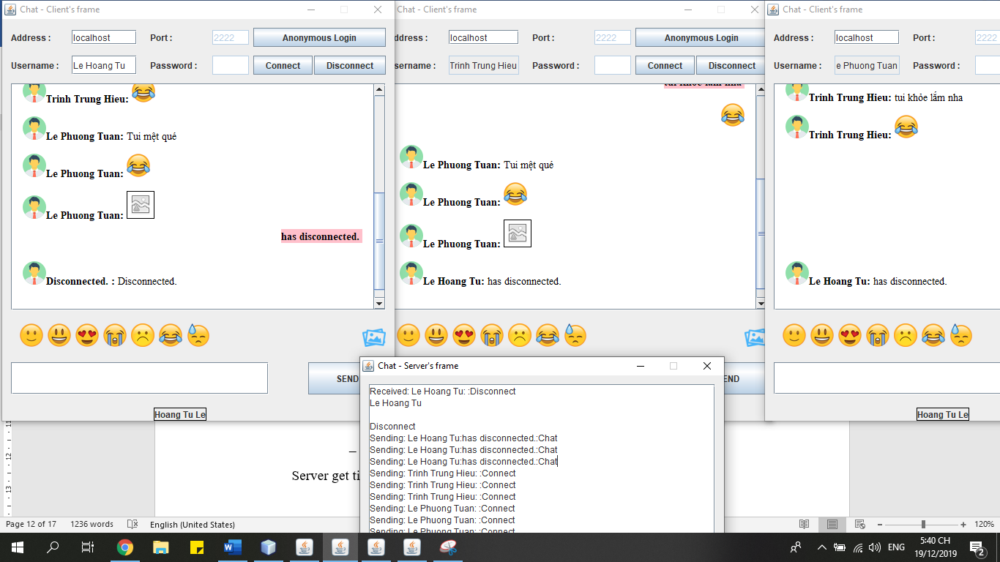 Chat - Client's frame
Address :
localhost
Port :
2222
Anonymous Login
Username :
Le Hoang Tu
Password :
Connect
Disconnect
Trinh Trung Hieu:
Le Phuong Tuan: Tui mệt qué
Le Phuong Tuan:
Le Phuong Tuan:
has disconnected.
Disconnected. : Disconnected.
SEND
Hoang Tu Le
Chat - Client's frame
localhost
Port :
2222
Anonymous Login
sername :
Trinh Trung Hieu
Password :
Connect
Disconnect
tui khỏe lắm nha
Le Phuong Tuan: Tui mệt qué
Le Phuong Tuan:
Le Phuong Tuan:
Le Hoang Tu: has disconnected.
END
Chat - Client's frame
Address :
localhost
Port :
2222
Username :
e Phuong Tuan
Password :
Trinh Trung Hieu: tui khỏe lắm nha
Trinh Trung Hieu:
Le Hoang Tu: has disconnected.
Hoang Tu Le
Chat - Server's frame
Received: Le Hoang Tu: :Disconnect
Le Hoang Tu
Disconnect
Sending: Le Hoang Tu:has disconnected.:Chat
Sending: Le Hoang Tu:has disconnected.:Chat
Sending: Le Hoang Tu:has disconnected.:Chat
Sending: Trinh Trung Hieu: :Connect
Sending: Trinh Trung Hieu: :Connect
Sending: Trinh Trung Hieu: :Connect
Sending: Le Phuong Tuan: :Connect
Sending: Le Phuong Tuan: :Connect
Sending: Le Phuong Tuan: :Connect
–
Server get ti
12
13
Page 12 of 17
1236 words
English (United States)
120%
ENG
5:40 CH
19/12/2019
2